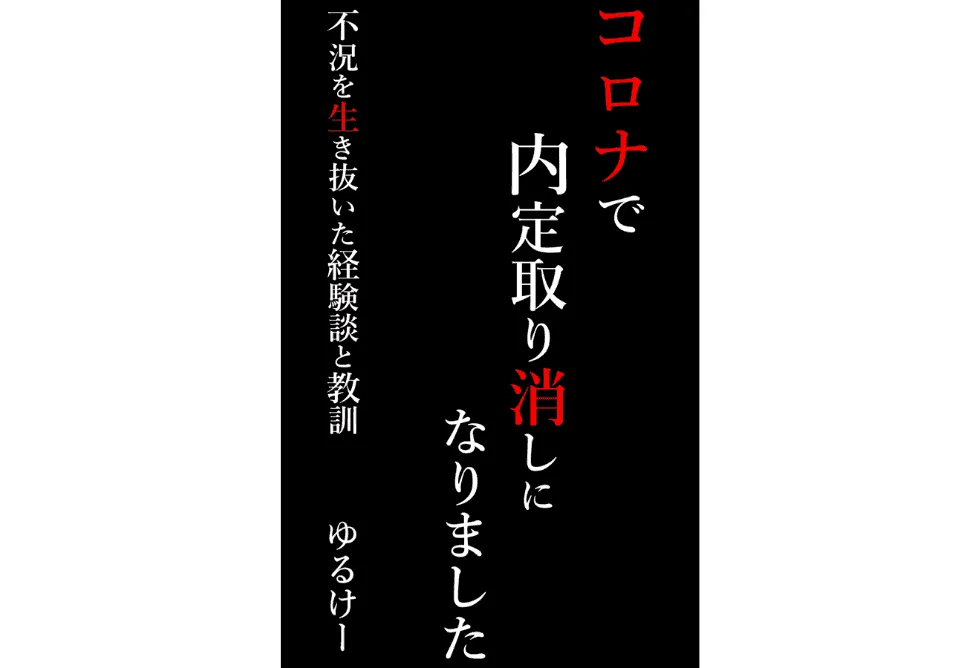 コロナで
内定取り消しに
なりました
不況を生き抜いた経験談と教訓
ゆるけー